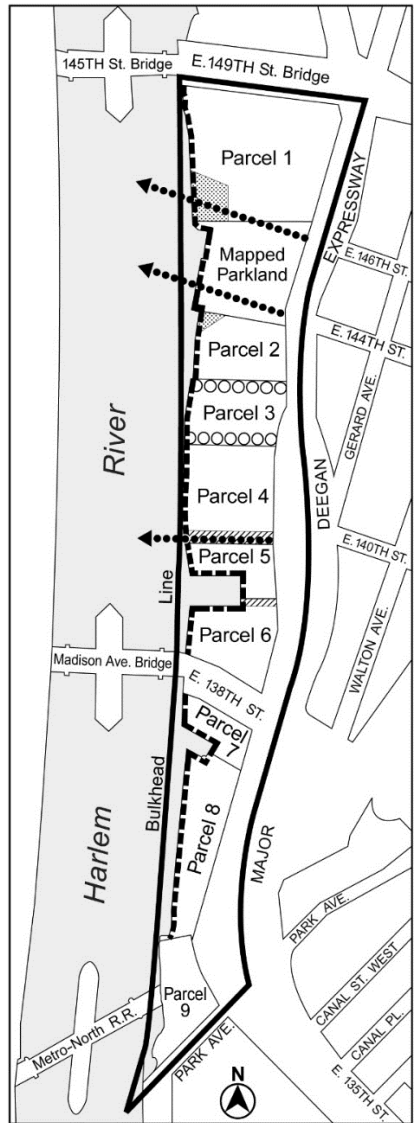 145TH St. Bridge
E. 149TH St. Bridge
Parcel 1
EXPRESSWAY
E. 146TH ST.
Mapped
Parkland
E. 144TH ST.
Parcel 2
GERARD AVE.
Parcel 3
River
Parcel 4
DEEGAN
E. 140TH ST.
Parcel 5
Line
Parcel 6
WALTON AVE.
Madison Ave. Bridge
E. 138TH ST.
Parcel
7
Bulkhead
Parcel 8
MAJOR
Harlem
PARK AVE.
CANAL ST. WEST
Parcel
9
CANAL PL.
Metro-North R.R.
PARK AVE.
E. 135TH ST.
N